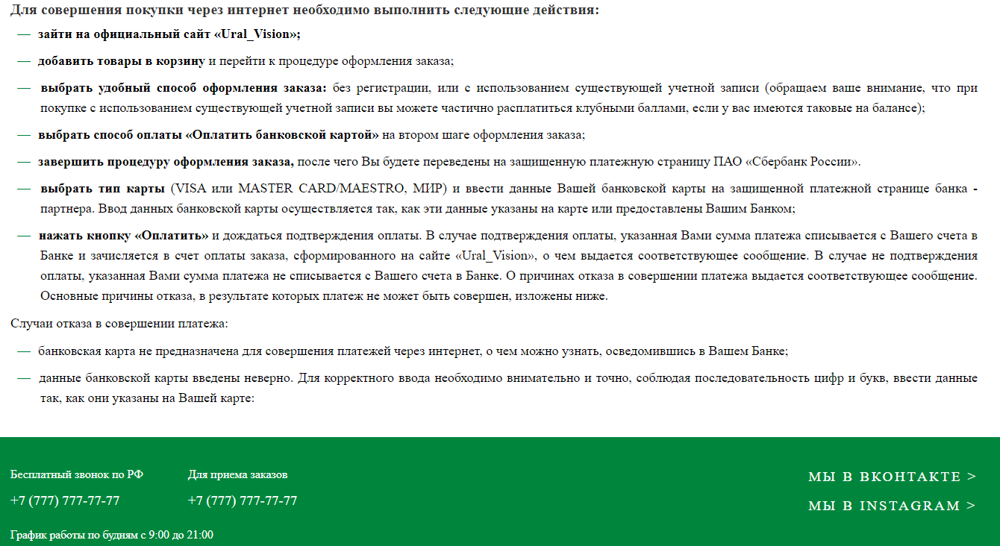 Для совершения покупки через интернет необходимо выполнить следующие действия:
— зайти на официальный сайт «Ural_Vision»;
— добавить товары в корзину и перейти к процедуре оформления заказа;
— выбрать удобный способ оформления заказа: без регистрации, или с использованием существующей учетной записи (обращаем ваше внимание, что при
покупке с использованием существующей учетной записи вы можете частично расплатиться клубными баллами, если у вас имеются таковые на балансе);
— выбрать способ оплаты «Оплатить банковской картой» на втором шаге оформления заказа;
— завершить процедуру оформления заказа, после чего Вы будете переведены на защищенную платежную страницу ПАО «Сбербанк России».
— выбрать тип карты (VISA или MASTER CARD/MAESTRO, МИР) и ввести данные Вашей банковской карты на защищенной платежной странице банка -
партнера. Ввод данных банковской карты осуществляется так, как эти данные указаны на карте или предоставлены Вашим Банком;
— нажать кнопку «Оплатить» и дождаться подтверждения оплаты. В случае подтверждения оплаты, указанная Вами сумма платежа списывается с Вашего счета в
Банке и зачисляется в счет оплаты заказа, сформированного на сайте «Ural_Vision», о чем выдается соответствующее сообщение. В случае не подтверждения
оплаты, указанная Вами сумма платежа не списывается с Вашего счета в Банке. О причинах отказа в совершении платежа выдается соответствующее сообщение.
Основные причины отказа, в результате которых платеж не может быть совершен, изложены ниже.
Случаи отказа в совершении платежа:
— банковская карта не предназначена для совершения платежей через интернет, о чем можно узнать, осведомившись в Вашем Банке;
— данные банковской карты введены неверно. Для корректного ввода необходимо внимательно и точно, соблюдая последовательность цифр и букв, ввести данные
так, как они указаны на Вашей карте:
Бесплатный звонок по РФ
+7 (777) 777-77-77
Для приема заказов
+7 (777) 777-77-77
График работы по будням с 9:00 до 21:00
МЫ В ВКОНТАКТЕ >
МЫ В INSTAGRAM >